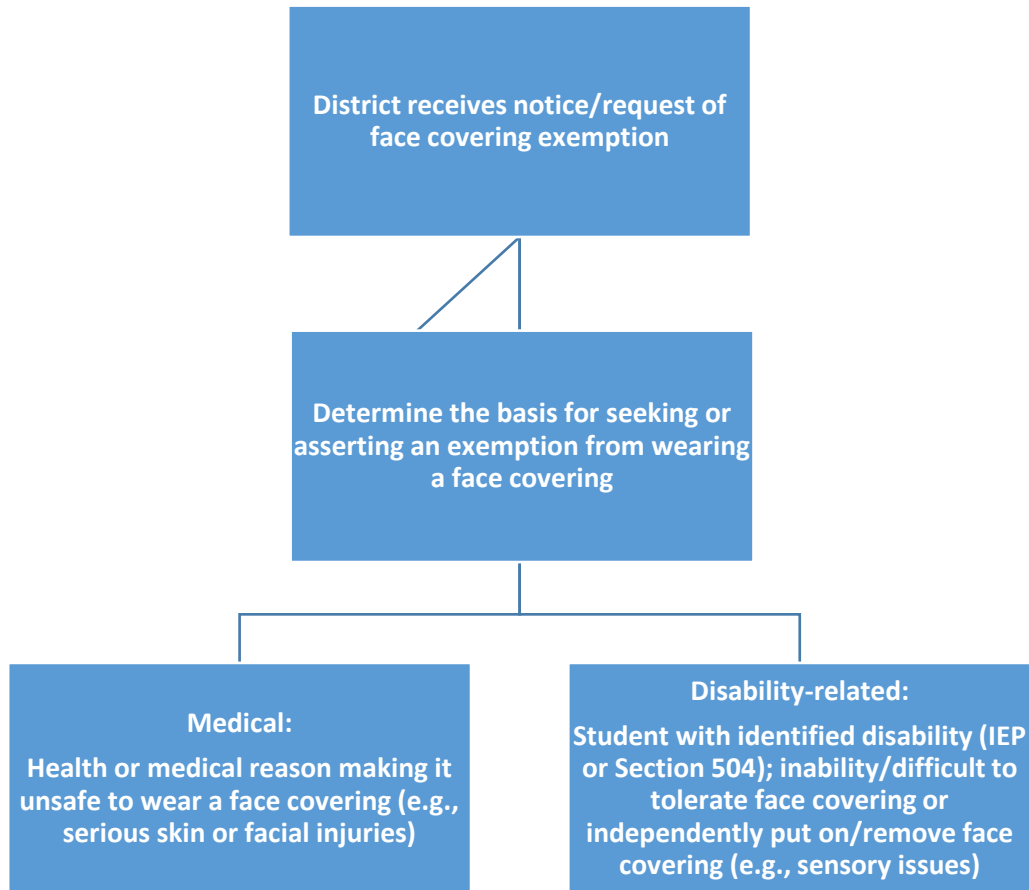 District receives notice/request of
face covering exemption
Determine the basis for seeking or
asserting an exemption from wearing
a face covering
Medical:
Health or medical reason making it
unsafe to wear a face covering (e.g.,
serious skin or facial injuries)
Disability-related:
Student with identified disability (IEP
or Section 504); inability/difficult to
tolerate face covering or
independently put on/remove face
covering (e.g., sensory issues)